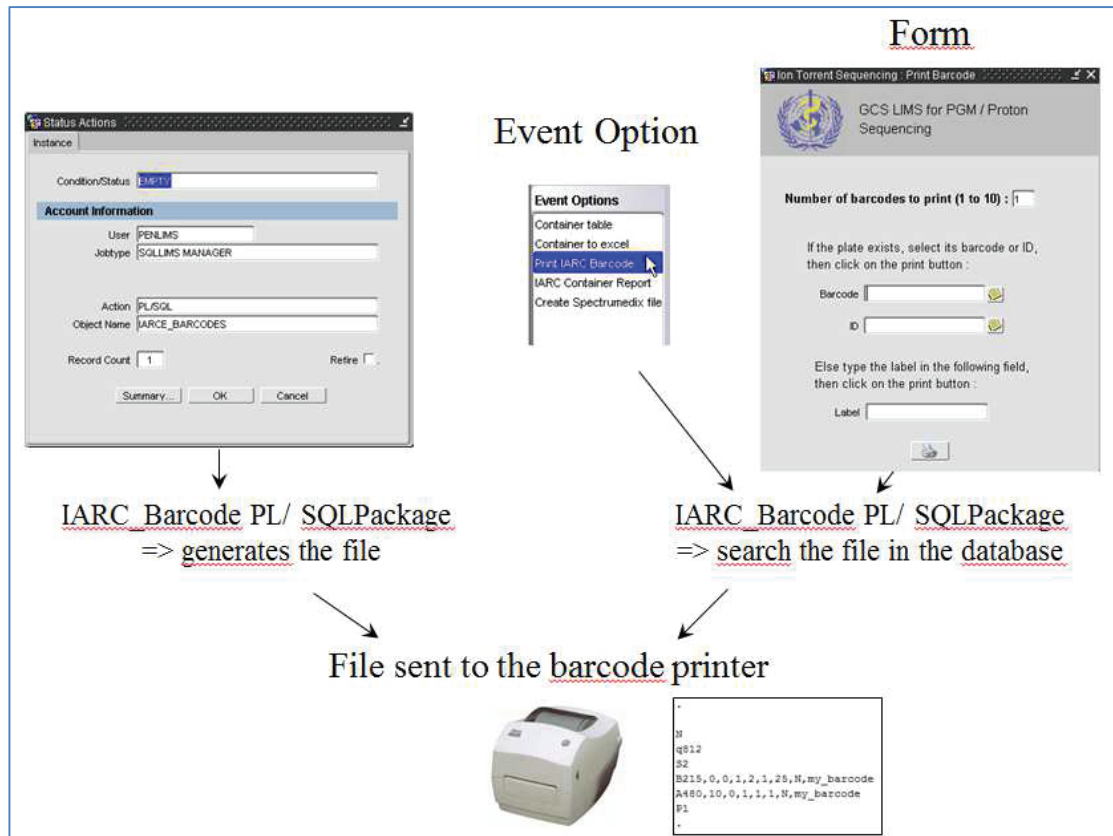 Form
Ion Torrent Sequencing : Print Barcode
GCS LIMS for PGM / Proton
Sequencing
Number of barcodes to print (1 to 10) : 1
If the plate exists, select its barcode or ID,
then click on the print button :
Barcode
ID
Else type the label in the following field,
then click on the print button :
Label
Status Actions
Instance
Condition/Status EMPTY
Account Information
User PENLIMS
Jobtype SQLLIMS MANAGER
Action PL/SQL
Object Name IARCE_BARCODES
Record Count 1
Retire
Summary... OK Cancel
Event Option
Event Options
Container table
Container to excel
Print IARC Barcode
IARC Container Report
Create Spectrumedix file
IARC_Barcode PL/ SQLPackage
=> generates the file
IARC_Barcode PL/ SQLPackage
=> search the file in the database
File sent to the barcode printer
N
q812
S2
B215,0,0,1,2,1,25,N,my_barcode
A480,10,0,1,1,1,N,my_barcode
P1